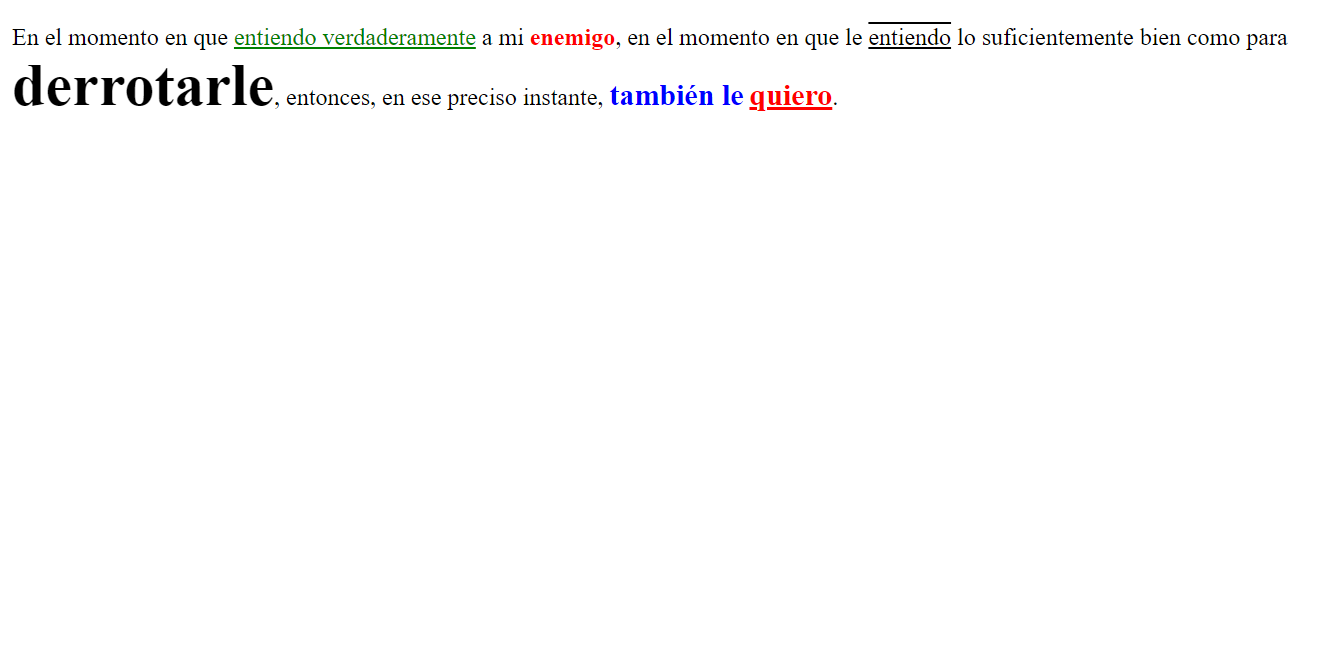 En el momento en que entiendo verdaderamente a mi enemigo, en el momento en que le entiendo lo suficientemente bien como para
derrotarle, entonces, en ese preciso instante, también le quiero.